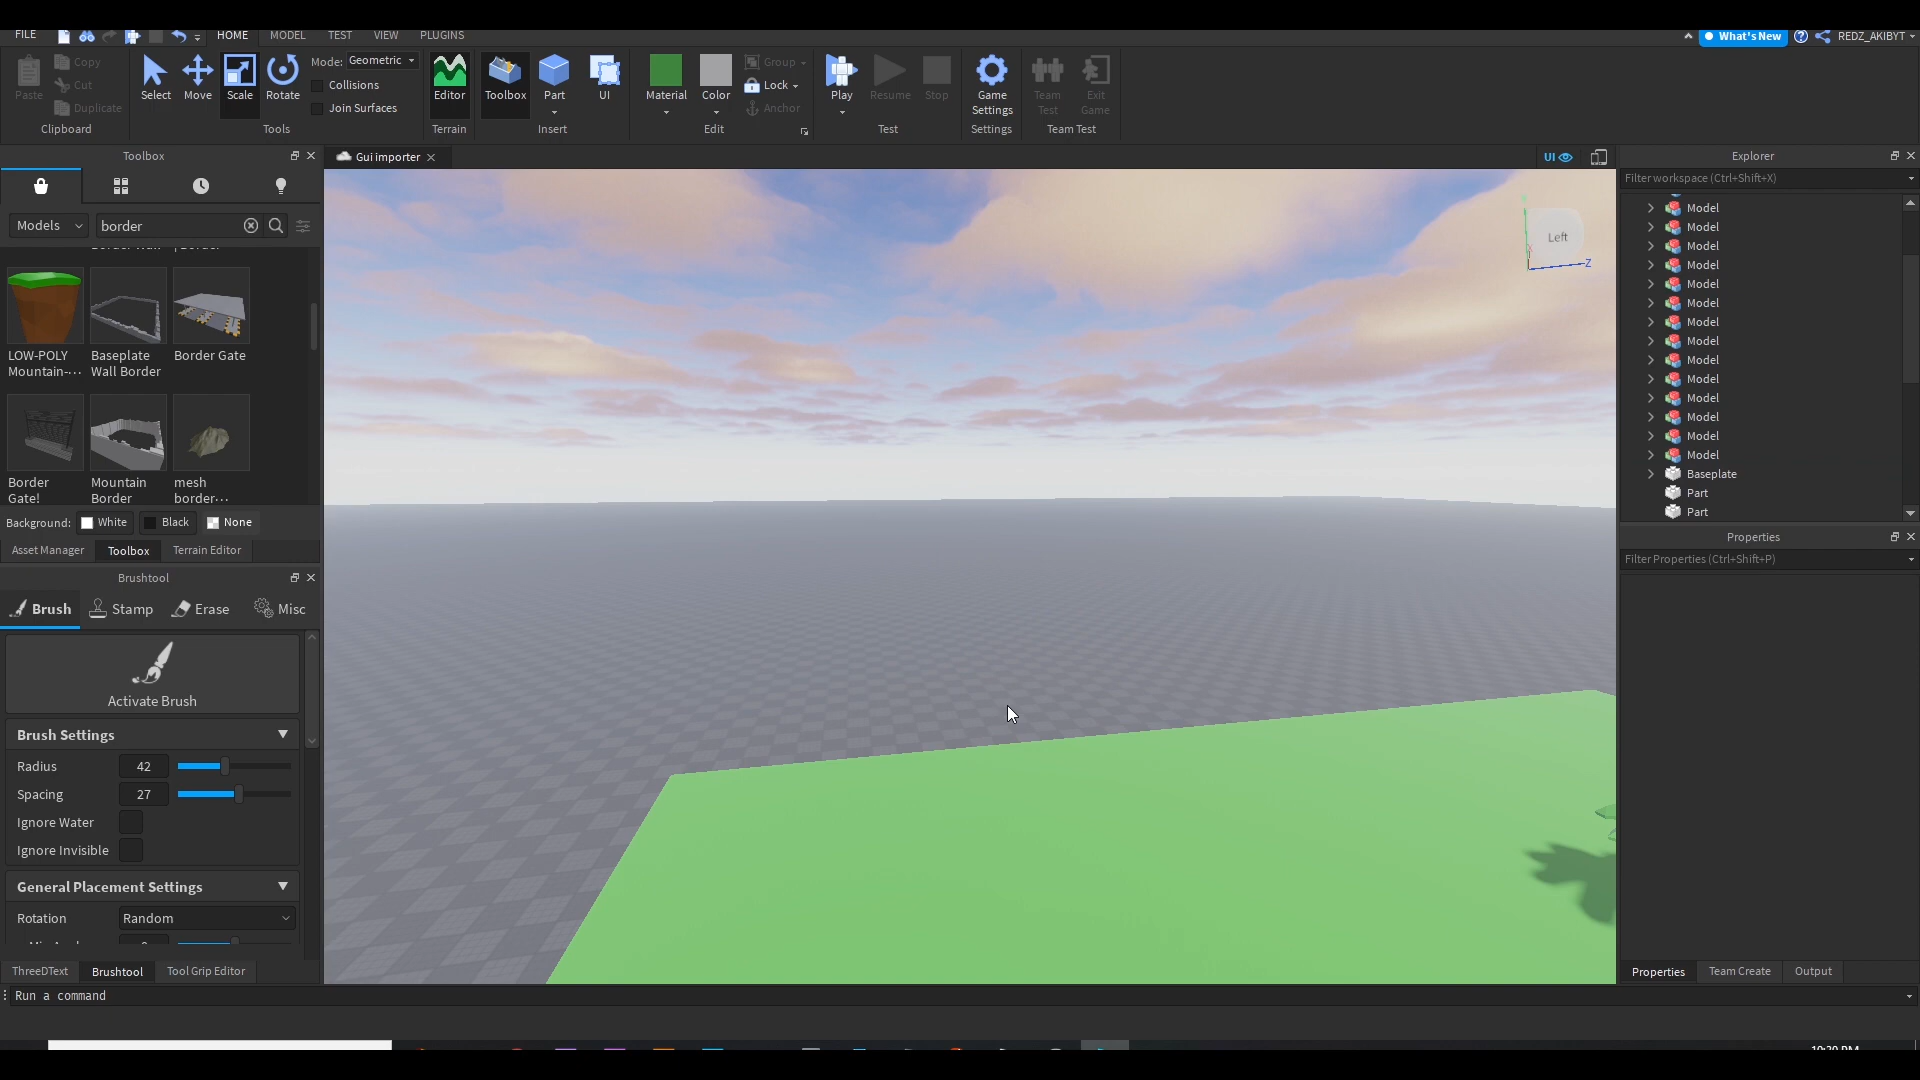 FILE HOME MODEL TEST VIEW PLUGINS What's New REDZ_AKIBYT
Paste Copy Cut Duplicate
Clipboard
Select Move Scale Rotate
Mode: Geometric
Collisions
Join Surfaces
Tools
Editor
Terrain
Toolbox Part UI
Insert
Material Color
Group
Lock
Anchor
Edit
Play Resume Stop
Test
Game Settings
Settings
Team Test
Exit Game
Team Test
Toolbox
Models border
LOW-POLY Mountain-...
Baseplate Wall Border
Border Gate
Border Gate!
Mountain Border
mesh border...
Background: White Black None
Asset Manager Toolbox Terrain Editor
Brushtool
Brush Stamp Erase Misc
Activate Brush
Brush Settings
Radius 42
Spacing 27
Ignore Water
Ignore Invisible
General Placement Settings
Rotation Random
ThreeDText Brushtool Tool Grip Editor
Run a command
Gui importer
UI
Left
Z
Explorer
Filter workspace (Ctrl+Shift+X)
Model
Model
Model
Model
Model
Model
Model
Model
Model
Model
Model
Model
Model
Model
Baseplate
Part
Part
Properties
Filter Properties (Ctrl+Shift+P)
Properties Team Create Output